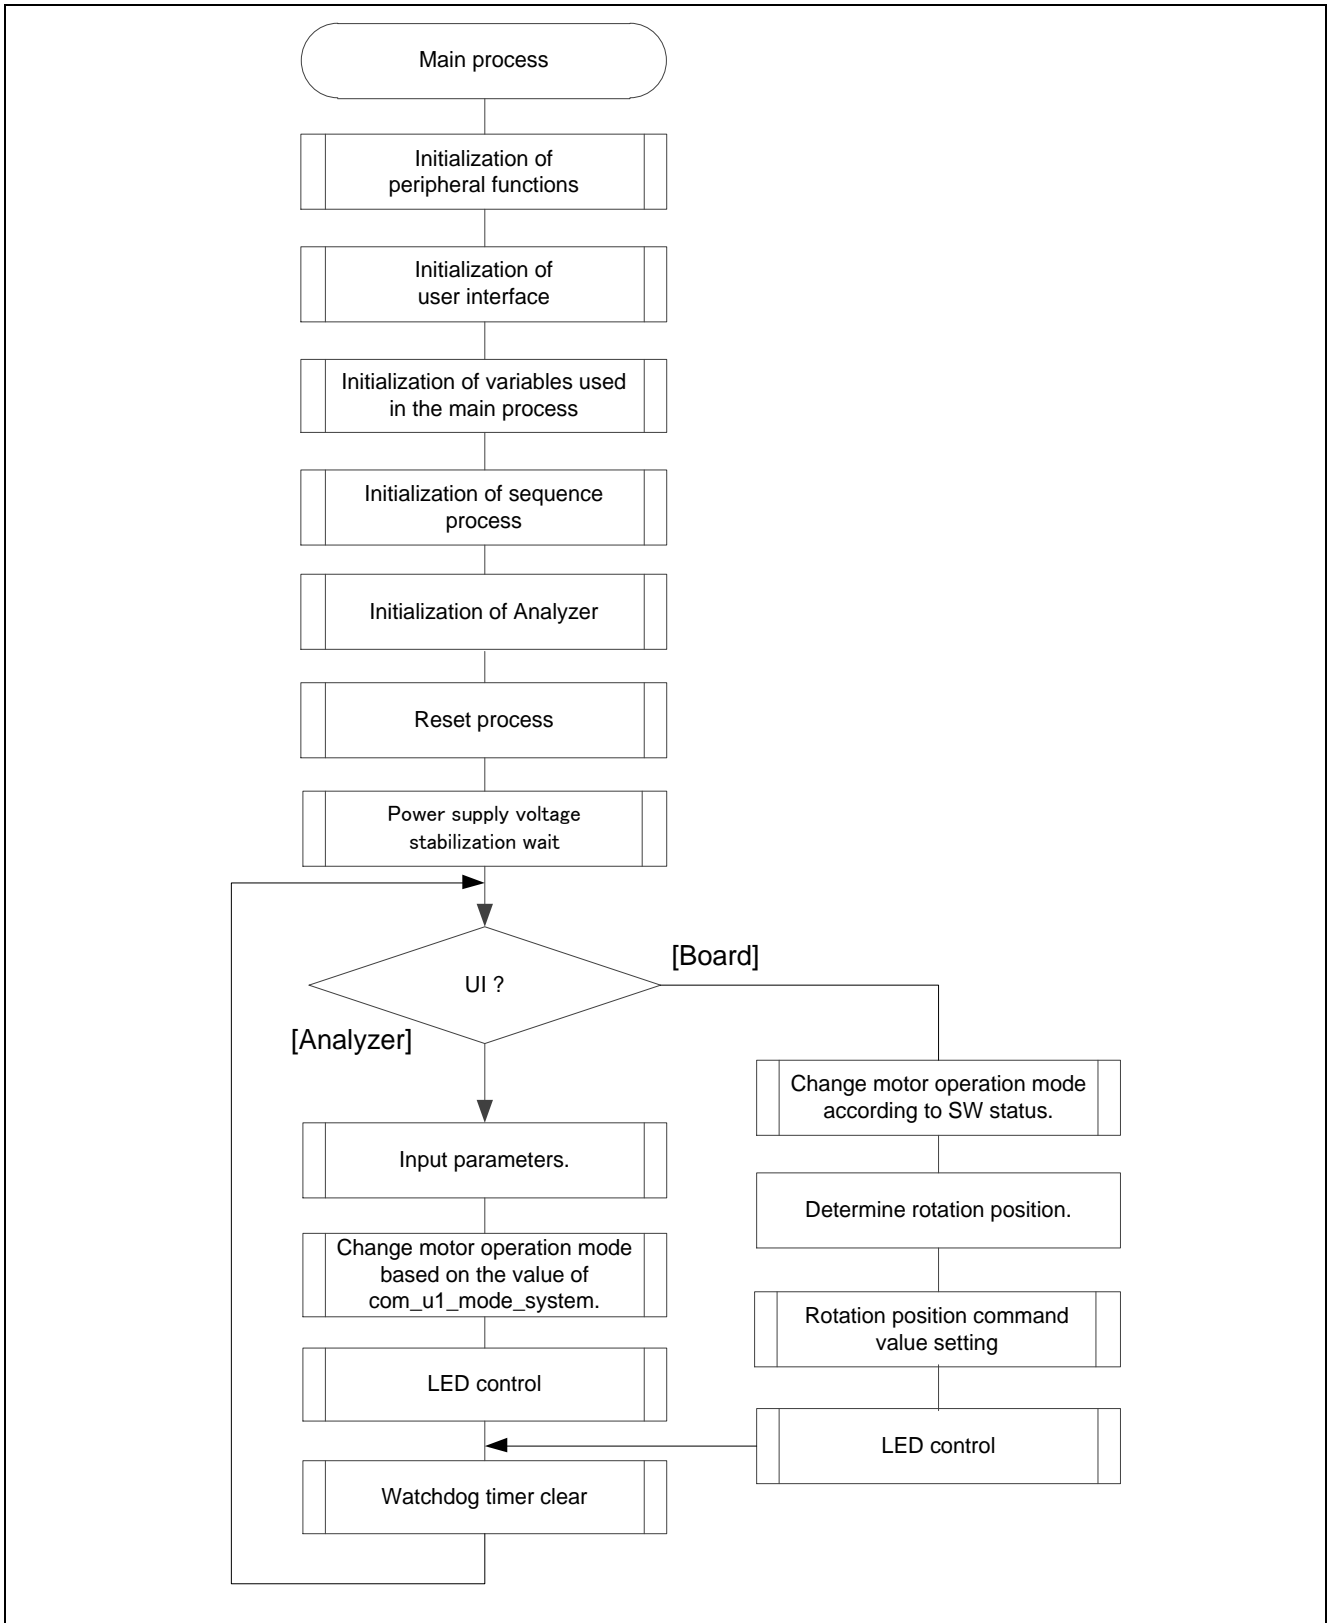 Main process
Initialization of
peripheral functions
Initialization of
user interface
Initialization of variables used
in the main process
Initialization of sequence
process
Initialization of Analyzer
Reset process
Power supply voltage
stabilization wait
UI ?
[Board]
[Analyzer]
Input parameters.
Change motor operation mode
based on the value of
com_u1_mode_system.
LED control
Change motor operation mode
according to SW status.
Determine rotation position.
Rotation position command
value setting
LED control
Watchdog timer clear